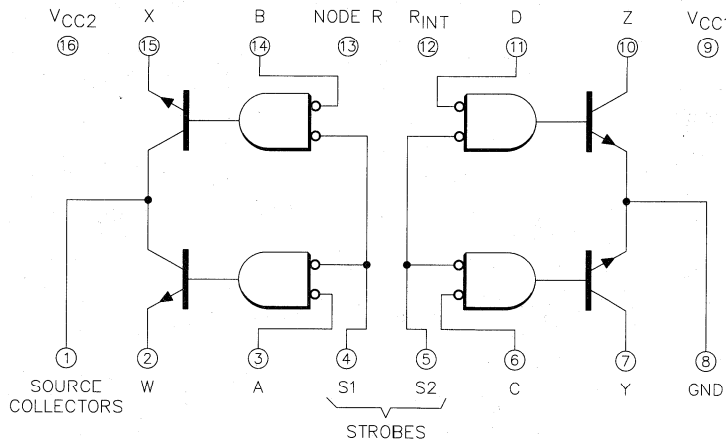 VCC2 X B NODE R RINT D Z VCC1
16 15 14 13 12 11 10 9
1 2 3 4 5 6 7 8
SOURCE COLLECTORS W A S1 S2 C Y GND
STROBES